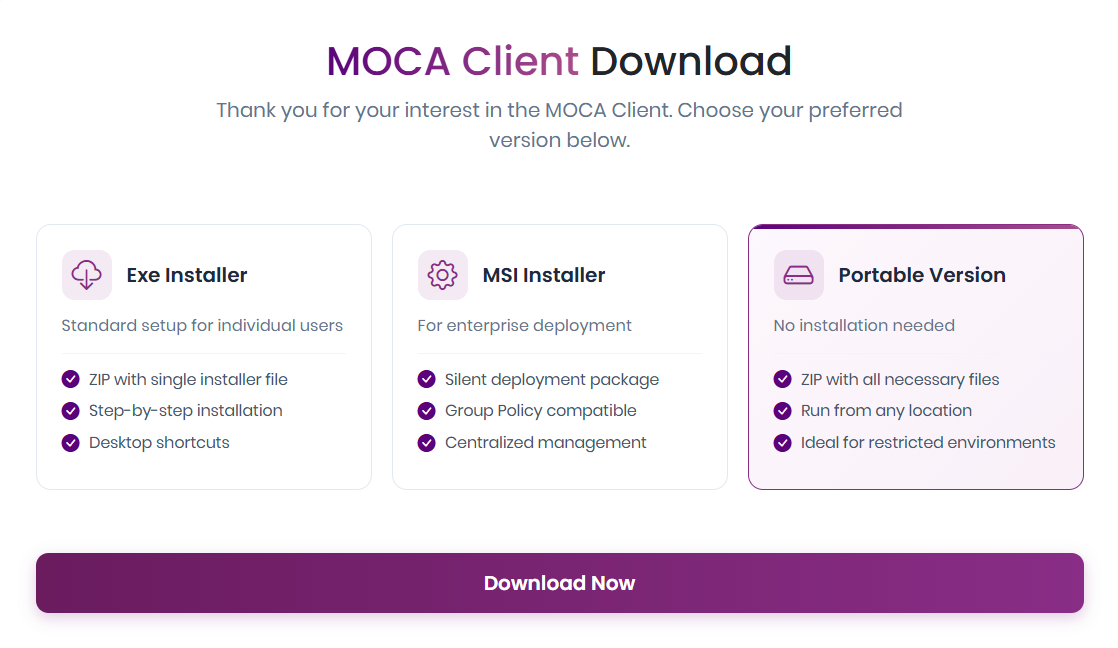 MOCA Client Download
Thank you for your interest in the MOCA Client. Choose your preferred
version below.
Exe Installer
Standard setup for individual users
ZIP with single installer file
Step-by-step installation
Desktop shortcuts
MSI Installer
For enterprise deployment
Silent deployment package
Group Policy compatible
Centralized management
Portable Version
No installation needed
ZIP with all necessary files
Run from any location
Ideal for restricted environments
Download Now